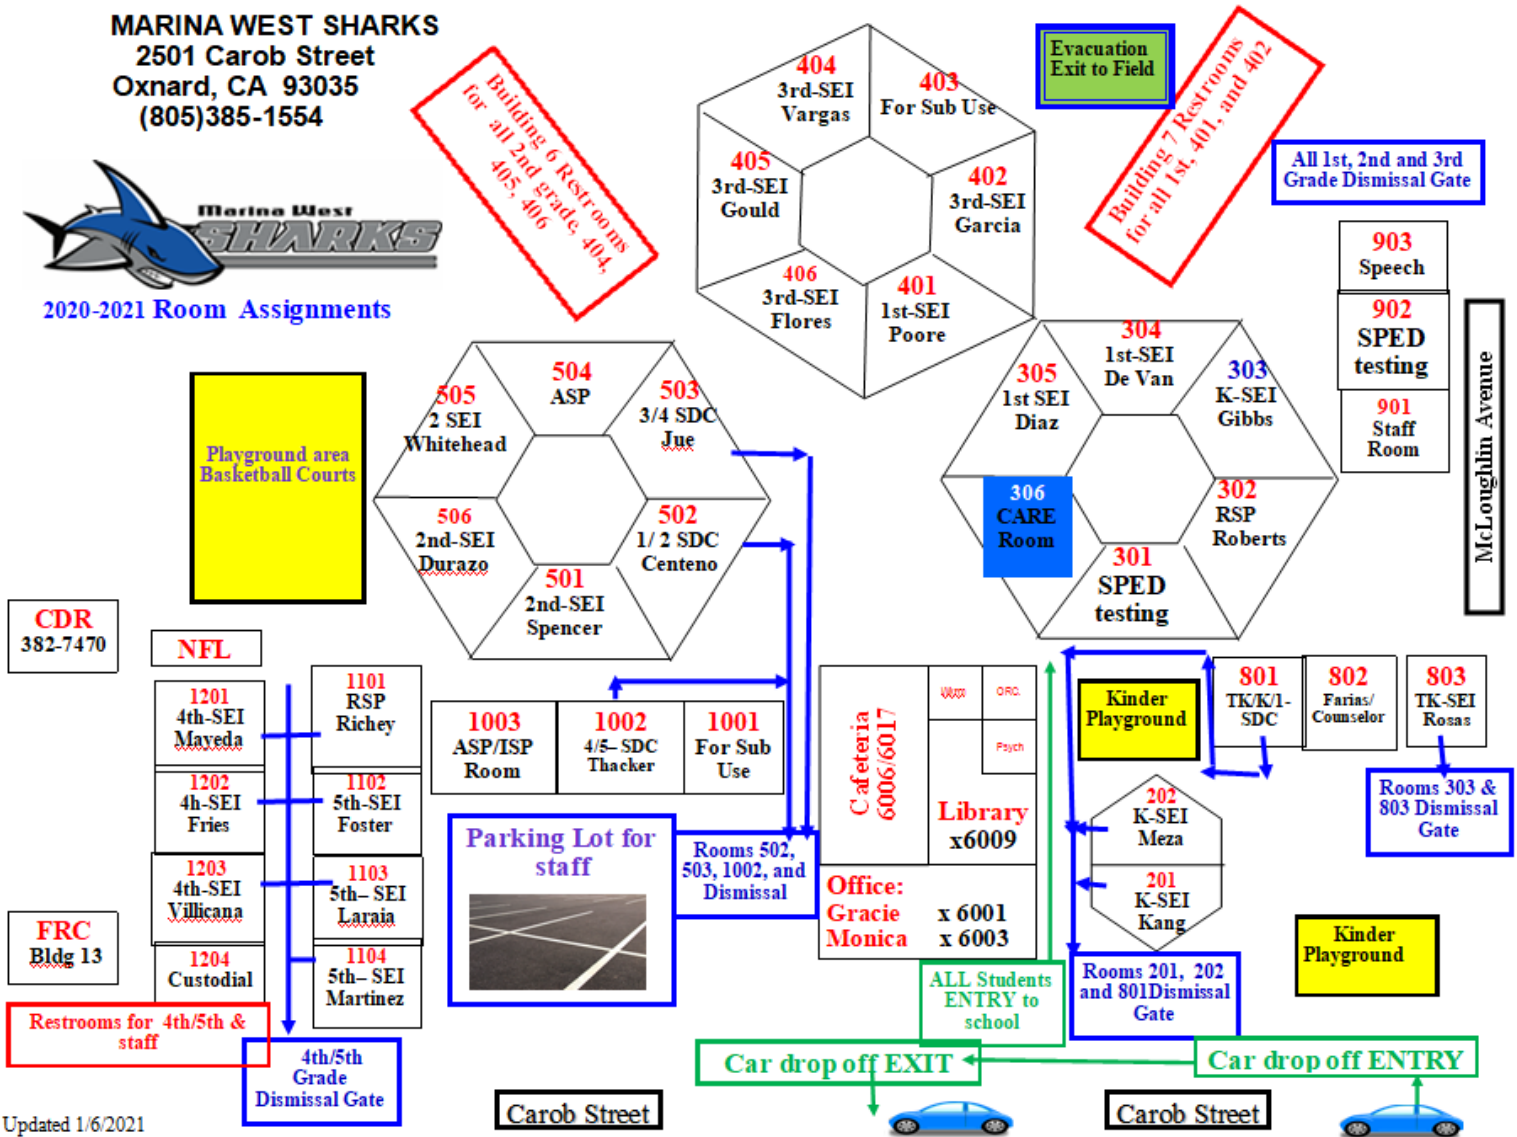 MARINA WEST SHARKS
2501 Carob Street
Oxnard, CA 93035
(805)385-1554
Marina West
SHARKS
2020-2021 Room Assignments
Building 6 Restrooms
for all 2nd grade, 404,
405, 406
404
3rd-SEI
Vargas
403
For Sub Use
405
3rd-SEI
Gould
402
3rd-SEI
Garcia
406
3rd-SEI
Flores
401
1st-SEI
Poore
Evacuation
Exit to Field
Building 7 Restrooms
for all 1st, 401, and 402
All 1st, 2nd and 3rd
Grade Dismissal Gate
903
Speech
902
SPED
testing
901
Staff
Room
McLoughlin Avenue
Playground area
Basketball Courts
505
2 SEI
Whitehead
504
ASP
503
3/4 SDC
Jue
506
2nd-SEI
Durazo
502
1/ 2 SDC
Centeno
501
2nd-SEI
Spencer
304
1st-SEI
De Van
305
1st SEI
Diaz
303
K-SEI
Gibbs
306
CARE
Room
302
RSP
Roberts
301
SPED
testing
CDR
382-7470
NFL
1201
4th-SEI
Mayeda
1101
RSP
Richey
1202
4h-SEI
Fries
1102
5th-SEI
Foster
1203
4th-SEI
Villicana
1103
5th– SEI
Laraia
1204
Custodial
1104
5th– SEI
Martinez
FRC
Bldg 13
Restrooms for 4th/5th &
staff
4th/5th
Grade
Dismissal Gate
1003
ASP/ISP
Room
1002
4/5– SDC
Thacker
1001
For Sub
Use
Parking Lot for
staff
Rooms 502,
503, 1002, and
Dismissal
Cafeteria
6006/6017
ORC.
Psych
Library
x6009
Office:
Gracie x 6001
Monica x 6003
ALL Students
ENTRY to
school
Kinder
Playground
801
TK/K/1-
SDC
802
Farias/
Counselor
803
TK-SEI
Rosas
Rooms 303 &
803 Dismissal
Gate
202
K-SEI
Meza
201
K-SEI
Kang
Rooms 201, 202
and 801Dismissal
Gate
Kinder
Playground
Car drop off EXIT
Car drop off ENTRY
Carob Street
Carob Street
Updated 1/6/2021